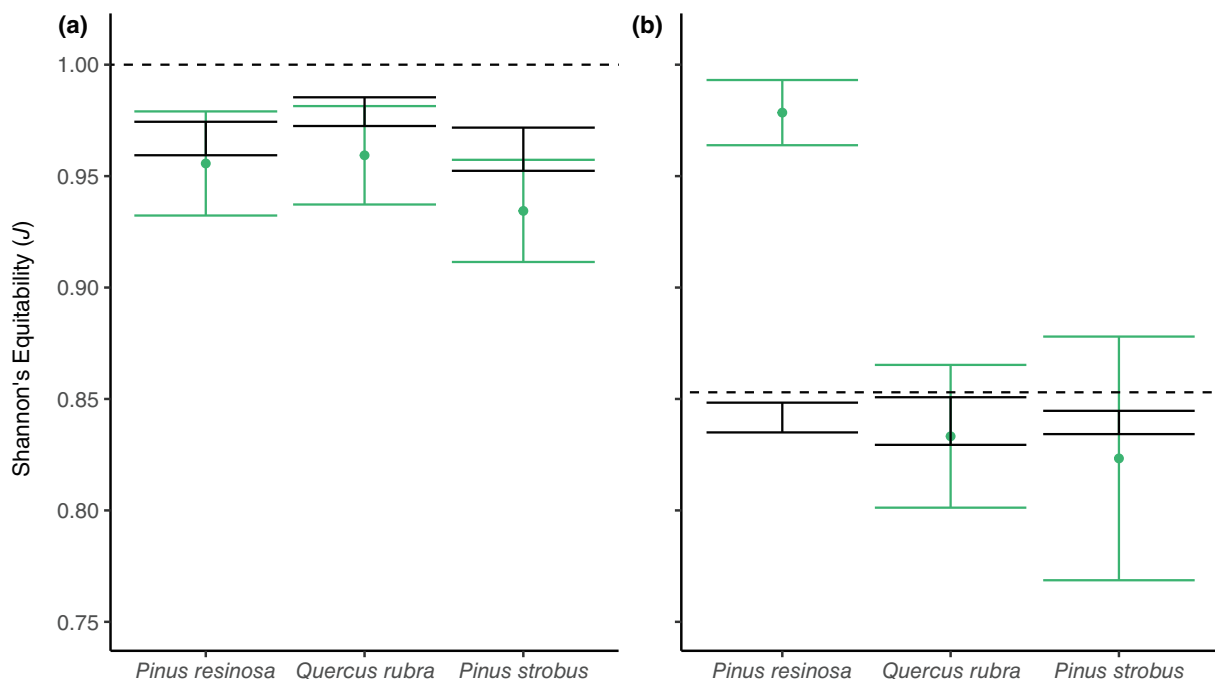 (a)
(b)
Shannon's Equitability (J)
1.00
0.95
0.90
0.85
0.80
0.75
Pinus resinosa Quercus rubra Pinus strobus
Pinus resinosa Quercus rubra Pinus strobus